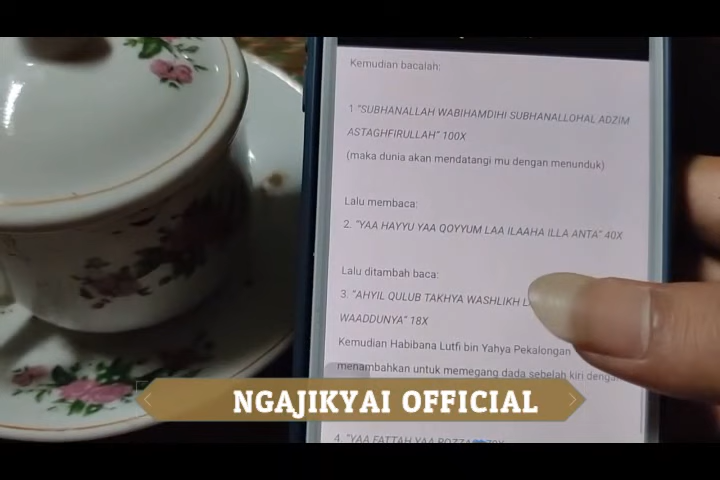 Kemudian bacalah:
1 "SUBHANALLAH WABIHAMDIHI SUBHANALLOHAL ADZIM
ASTAGHFIRULLAH" 100X
(maka dunia akan mendatangi mu dengan menunduk)
Lalu membaca:
2. "YAA HAYYU YAA QOYYUM LAA ILAAHA ILLA ANTA" 40X
Lalu ditambah baca:
3. "AHYIL QULUB TAKHYA WASHLIKH
WAADDUNYA" 18X
Kemudian Habibana Lutfi bin Yahya Pekalongan
menambahkan untuk memegang dada sebelah kiri
NGAJIKYAI OFFICIAL
4. "YAA FATTAH YAA